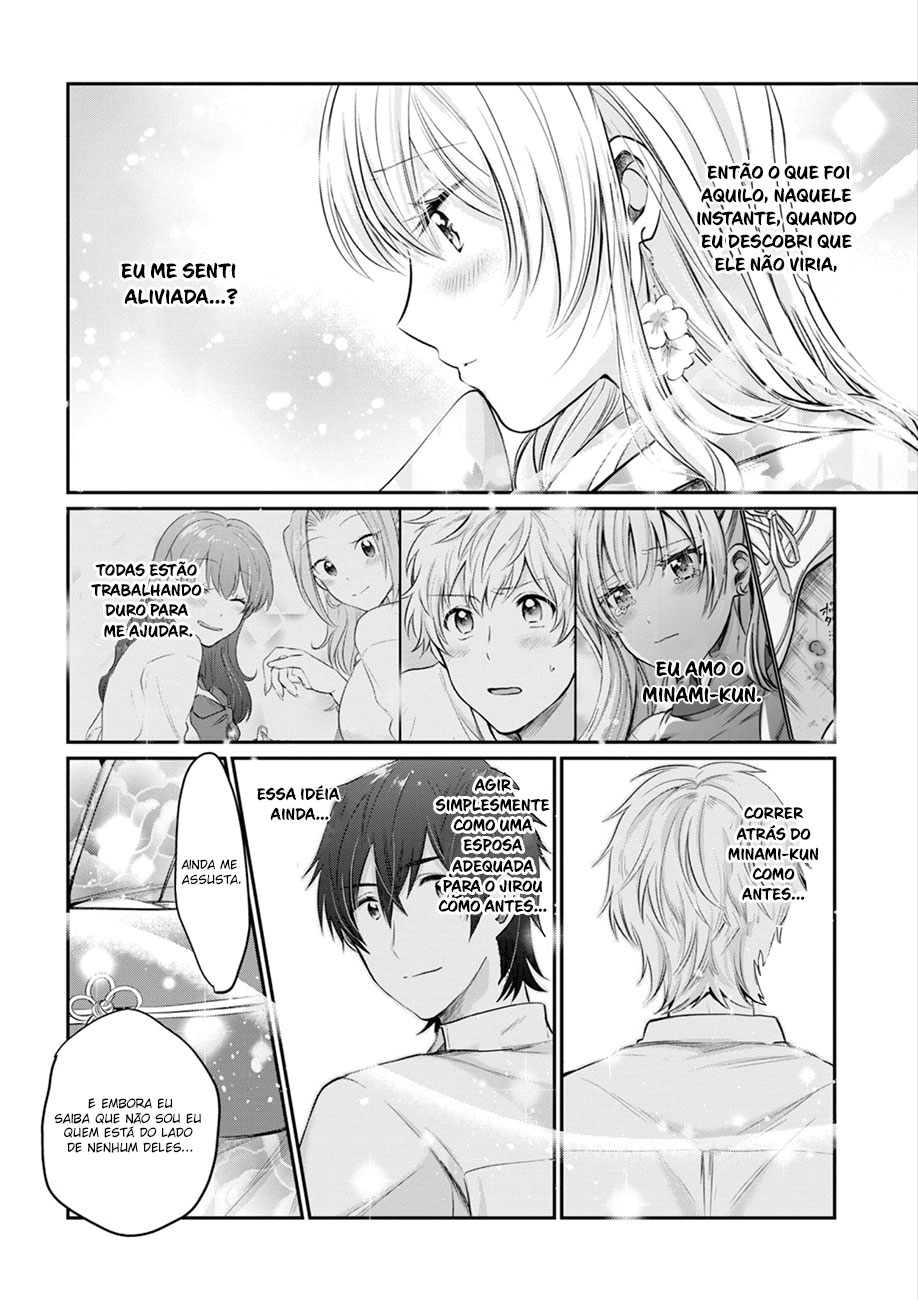 ENTÃO O QUE FOI
AQUILO, NAQUELE
INSTANTE, QUANDO
EU DESCOBRI QUE
ELE NÃO VIRIA,
EU ME SENTI
ALIVIADA...?
EU AMO O
MINAMI-KUN.
TODAS ESTÃO
TRABALHANDO
DURO PARA
ME AJUDAR.
CORRER
ATRÁS DO
MINAMI-KUN
COMO
ANTES...
AGIR
SIMPLESMENTE
COMO UMA
ESPOSA
ADEQUADA
PARA O JIROU
COMO ANTES...
ESSA IDÉIA
AINDA...
AINDA ME
ASSUSTA.
E EMBORA EU
SAIBA QUE NÃO SOU EU
QUEM ESTÁ DO LADO
DE NENHUM DELES...